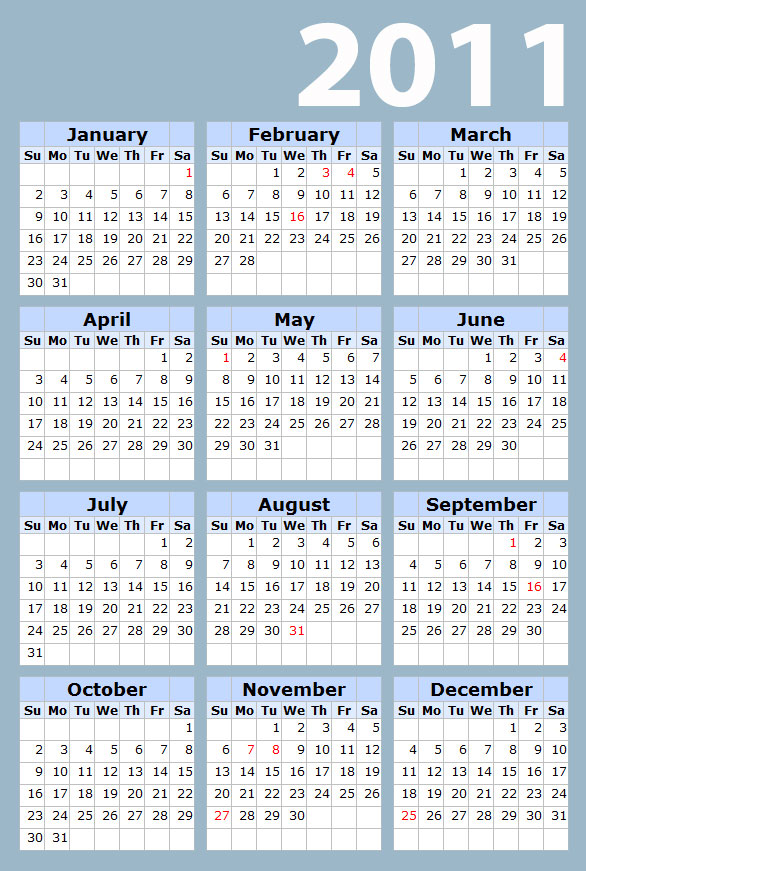 2011
January
Su Mo Tu We Th Fr Sa
1
2 3 4 5 6 7 8
9 10 11 12 13 14 15
16 17 18 19 20 21 22
23 24 25 26 27 28 29
30 31
February
Su Mo Tu We Th Fr Sa
1 2 3 4 5
6 7 8 9 10 11 12
13 14 15 16 17 18 19
20 21 22 23 24 25 26
27 28
March
Su Mo Tu We Th Fr Sa
1 2 3 4 5
6 7 8 9 10 11 12
13 14 15 16 17 18 19
20 21 22 23 24 25 26
27 28 29 30 31
April
Su Mo Tu We Th Fr Sa
1 2
3 4 5 6 7 8 9
10 11 12 13 14 15 16
17 18 19 20 21 22 23
24 25 26 27 28 29 30
May
Su Mo Tu We Th Fr Sa
1 2 3 4 5 6 7
8 9 10 11 12 13 14
15 16 17 18 19 20 21
22 23 24 25 26 27 28
29 30 31
June
Su Mo Tu We Th Fr Sa
1 2 3 4
5 6 7 8 9 10 11
12 13 14 15 16 17 18
19 20 21 22 23 24 25
26 27 28 29 30
July
Su Mo Tu We Th Fr Sa
1 2
3 4 5 6 7 8 9
10 11 12 13 14 15 16
17 18 19 20 21 22 23
24 25 26 27 28 29 30
31
August
Su Mo Tu We Th Fr Sa
1 2 3 4 5 6
7 8 9 10 11 12 13
14 15 16 17 18 19 20
21 22 23 24 25 26 27
28 29 30 31
September
Su Mo Tu We Th Fr Sa
1 2 3
4 5 6 7 8 9 10
11 12 13 14 15 16 17
18 19 20 21 22 23 24
25 26 27 28 29 30
October
Su Mo Tu We Th Fr Sa
1
2 3 4 5 6 7 8
9 10 11 12 13 14 15
16 17 18 19 20 21 22
23 24 25 26 27 28 29
30 31
November
Su Mo Tu We Th Fr Sa
1 2 3 4 5
6 7 8 9 10 11 12
13 14 15 16 17 18 19
20 21 22 23 24 25 26
27 28 29 30
December
Su Mo Tu We Th Fr Sa
1 2 3
4 5 6 7 8 9 10
11 12 13 14 15 16 17
18 19 20 21 22 23 24
25 26 27 28 29 30 31